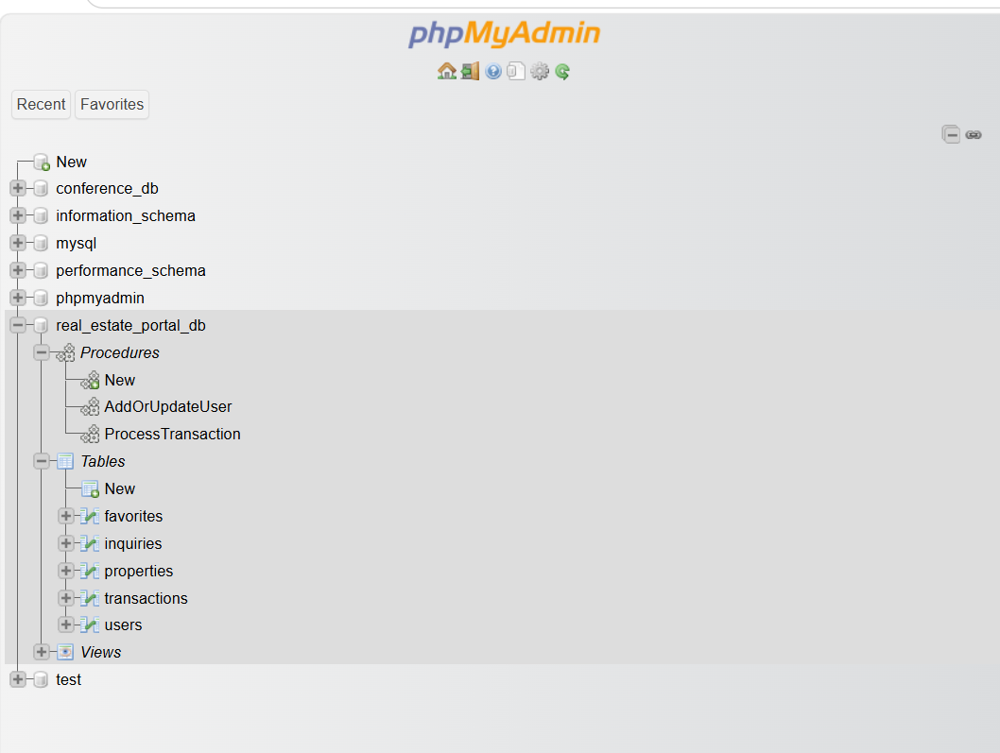 phpMyAdmin
Recent Favorites
New
conference_db
information_schema
mysql
performance_schema
phpmyadmin
real_estate_portal_db
Procedures
New
AddOrUpdateUser
ProcessTransaction
Tables
New
favorites
inquiries
properties
transactions
users
Views
test